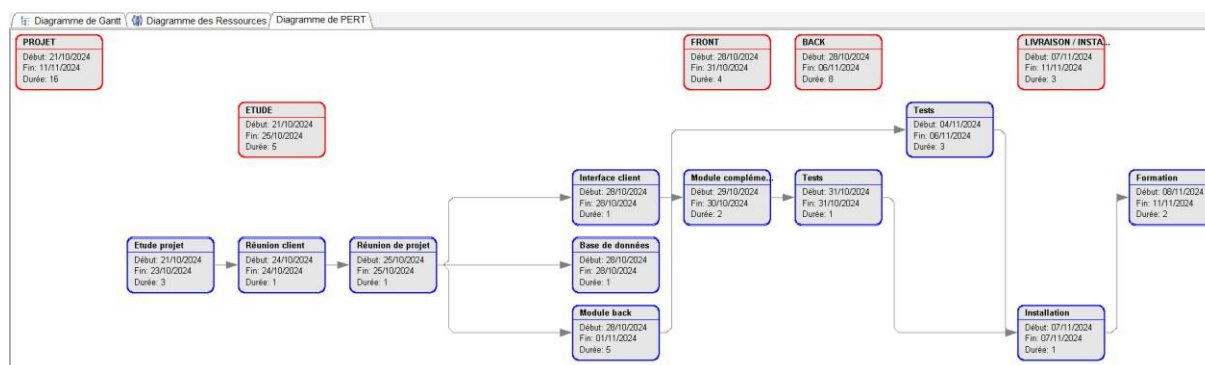 Diagramme de Gantt
Diagramme des Ressources
Diagramme de PERT
PROJET
Début: 21/10/2024
Fin: 11/11/2024
Durée: 16
FRONT
Début: 28/10/2024
Fin: 31/10/2024
Durée: 4
BACK
Début: 28/10/2024
Fin: 06/11/2024
Durée: 8
LIVRAISON / INSTA...
Début: 07/11/2024
Fin: 11/11/2024
Durée: 3
ETUDE
Début: 21/10/2024
Fin: 25/10/2024
Durée: 5
Tests
Début: 04/11/2024
Fin: 06/11/2024
Durée: 3
Interface client
Début: 28/10/2024
Fin: 28/10/2024
Durée: 1
Module compléme...
Début: 29/10/2024
Fin: 30/10/2024
Durée: 2
Tests
Début: 31/10/2024
Fin: 31/10/2024
Durée: 1
Formation
Début: 08/11/2024
Fin: 11/11/2024
Durée: 2
Etude projet
Début: 21/10/2024
Fin: 23/10/2024
Durée: 3
Réunion client
Début: 24/10/2024
Fin: 24/10/2024
Durée: 1
Réunion de projet
Début: 25/10/2024
Fin: 25/10/2024
Durée: 1
Base de données
Début: 28/10/2024
Fin: 28/10/2024
Durée: 1
Module back
Début: 28/10/2024
Fin: 01/11/2024
Durée: 5
Installation
Début: 07/11/2024
Fin: 07/11/2024
Durée: 1